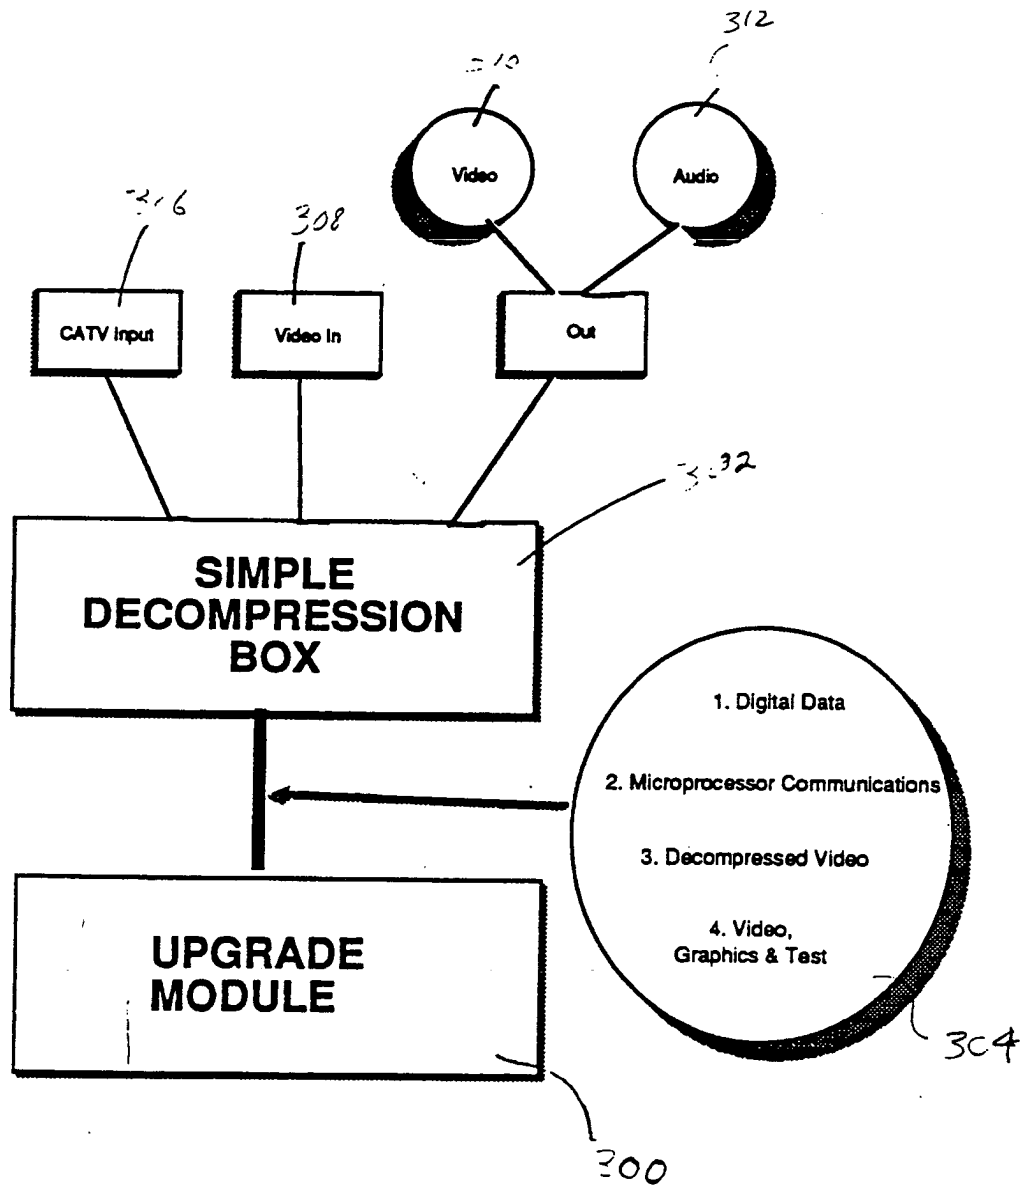 312
Video
Audio
308
CATV Input
Video In
Out
SIMPLE
DECOMPRESSION
BOX
1. Digital Data
2. Microprocessor Communications
3. Decompressed Video
4. Video,
Graphics & Test
UPGRADE
MODULE
304
300